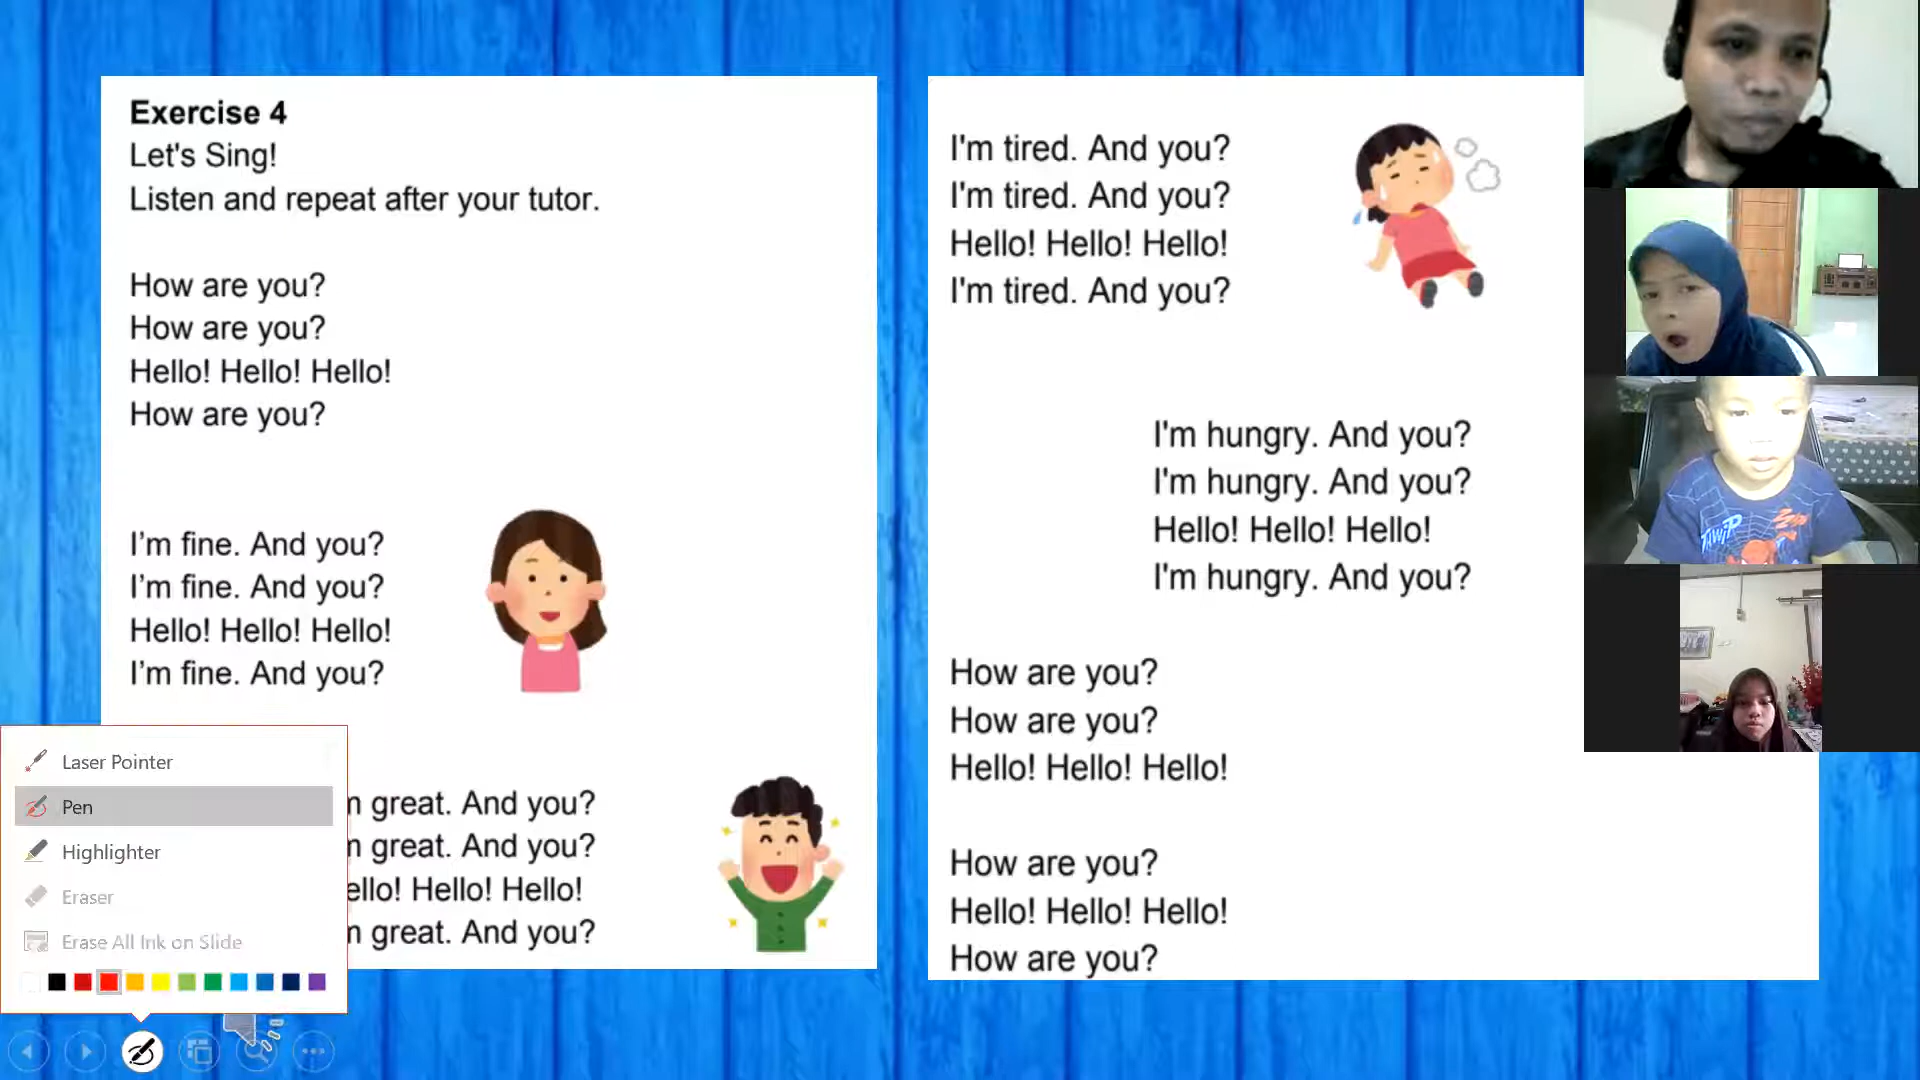 Exercise 4
Let's Sing!
Listen and repeat after your tutor.
How are you?
How are you?
Hello! Hello! Hello!
How are you?
I'm fine. And you?
I'm fine. And you?
Hello! Hello! Hello!
I'm fine. And you?
m great. And you?
m great. And you?
ello! Hello! Hello!
m great. And you?
I'm tired. And you?
I'm tired. And you?
Hello! Hello! Hello!
I'm tired. And you?
I'm hungry. And you?
I'm hungry. And you?
Hello! Hello! Hello!
I'm hungry. And you?
How are you?
How are you?
Hello! Hello! Hello!
How are you?
Hello! Hello! Hello!
How are you?
Laser Pointer
Pen
Highlighter
Eraser
Erase All Ink on Slide